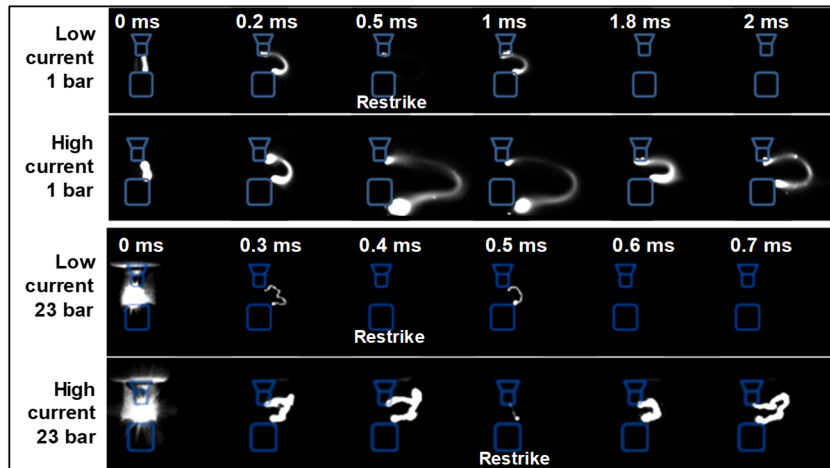 0 ms 0.2 ms 0.5 ms 1 ms 1.8 ms 2 ms
Low
current
1 bar
Restrike
High
current
1 bar
0 ms 0.3 ms 0.4 ms 0.5 ms 0.6 ms 0.7 ms
Low
current
23 bar
Restrike
High
current
23 bar
Restrike